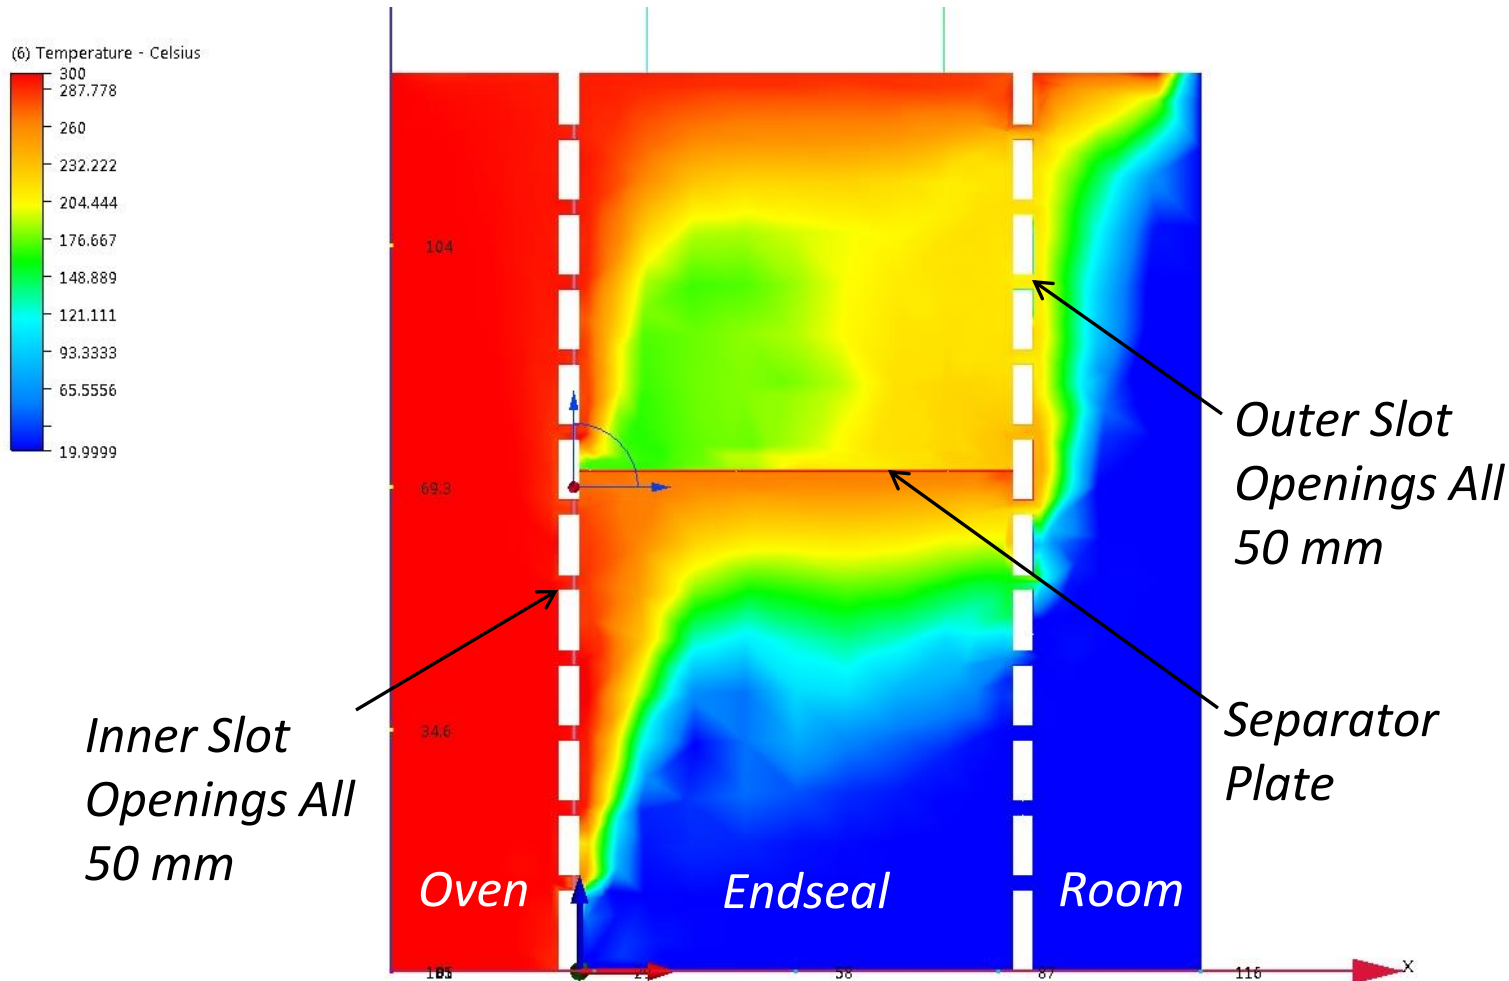 (6) Temperature - Celsius
300
287.778
260
232.222
204.444
176.667
148.889
121.111
93.3333
65.5556
19.9999
104
69.3
34.6
Outer Slot
Openings All
50 mm
Separator
Plate
Inner Slot
Openings All
50 mm
Oven
Endseal
Room
58
87
116
X